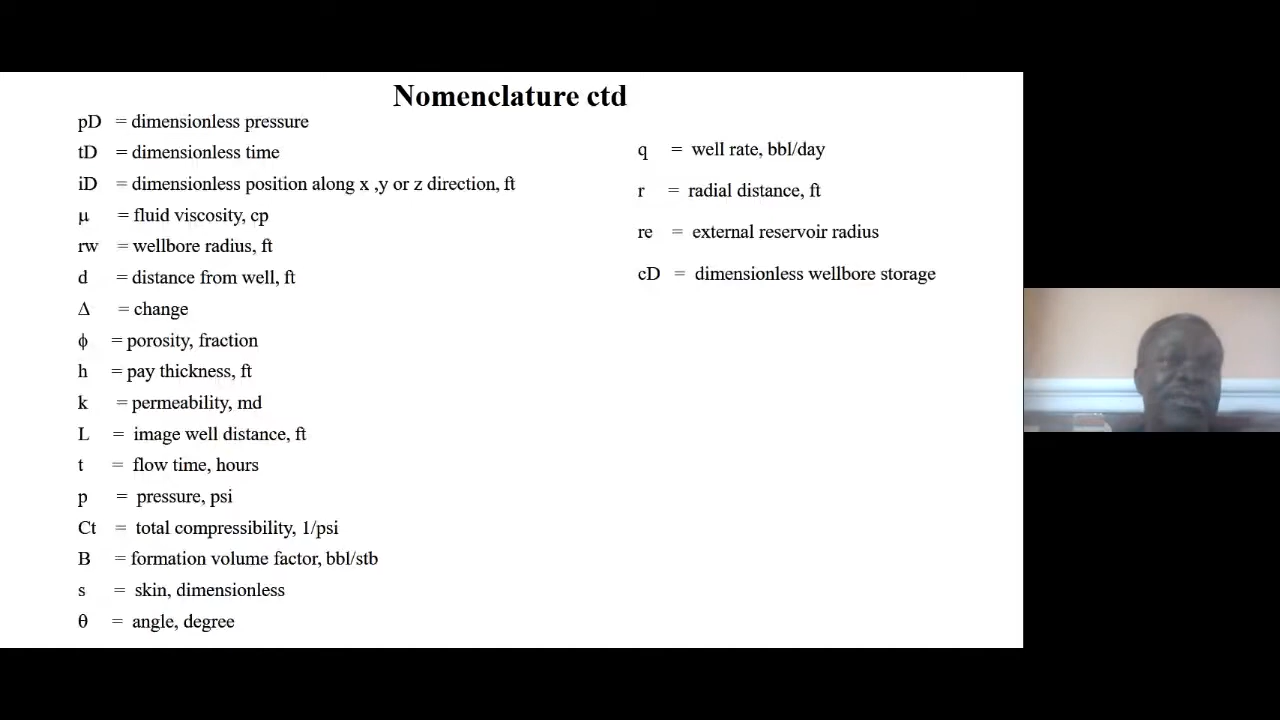 Nomenclature ctd
pD = dimensionless pressure
tD = dimensionless time
iD = dimensionless position along x ,y or z direction, ft
μ = fluid viscosity, cp
rw = wellbore radius, ft
d = distance from well, ft
Δ = change
ϕ = porosity, fraction
h = pay thickness, ft
k = permeability, md
L = image well distance, ft
t = flow time, hours
p = pressure, psi
Ct = total compressibility, 1/psi
B = formation volume factor, bbl/stb
s = skin, dimensionless
θ = angle, degree
q = well rate, bbl/day
r = radial distance, ft
re = external reservoir radius
cD = dimensionless wellbore storage